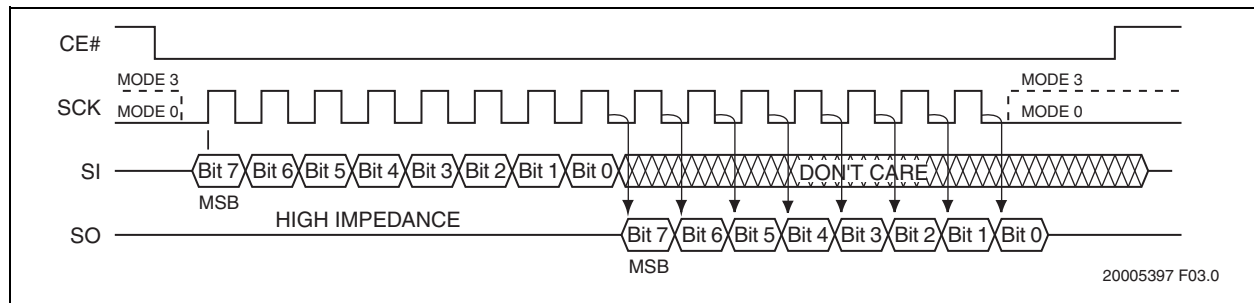 CE#
MODE 3
MODE 3
SCK
MODE 0
MODE 0
SI
Bit 7 Bit 6 Bit 5 Bit 4 Bit 3 Bit 2 Bit 1 Bit 0
DON'T CARE
MSB
HIGH IMPEDANCE
SO
Bit 7 Bit 6 Bit 5 Bit 4 Bit 3 Bit 2 Bit 1 Bit 0
MSB
20005397 F03.0